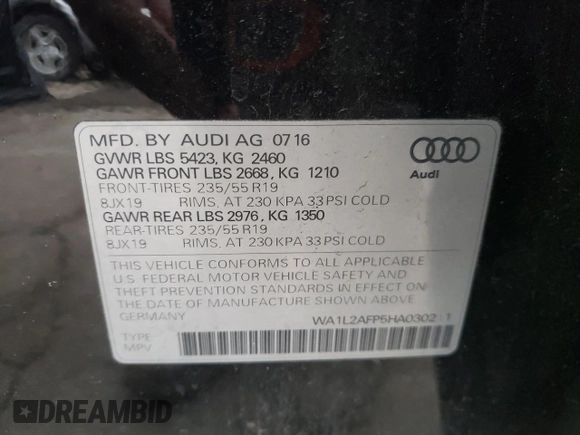 MFD. BY AUDI AG 07 16
GVWR LBS 5423, KG 2460
GAWR FRONT LBS 2668, KG 1210
FRONT-TIRES 235/55 R19
8JX19 RIMS, AT 230 KPA 33 PSI COLD
GAWR REAR LBS 2976, KG 1350
REAR-TIRES 235/55 R19
8JX19 RIMS, AT 230 KPA 33 PSI COLD
Audi
THIS VEHICLE CONFORMS TO ALL APPLICABLE
U.S. FEDERAL MOTOR VEHICLE SAFETY AND
THEFT PREVENTION STANDARDS IN EFFECT ON
THE DATE OF MANUFACTURE SHOWN ABOVE.
GERMANY
TYPE
MPV
DREAMBID